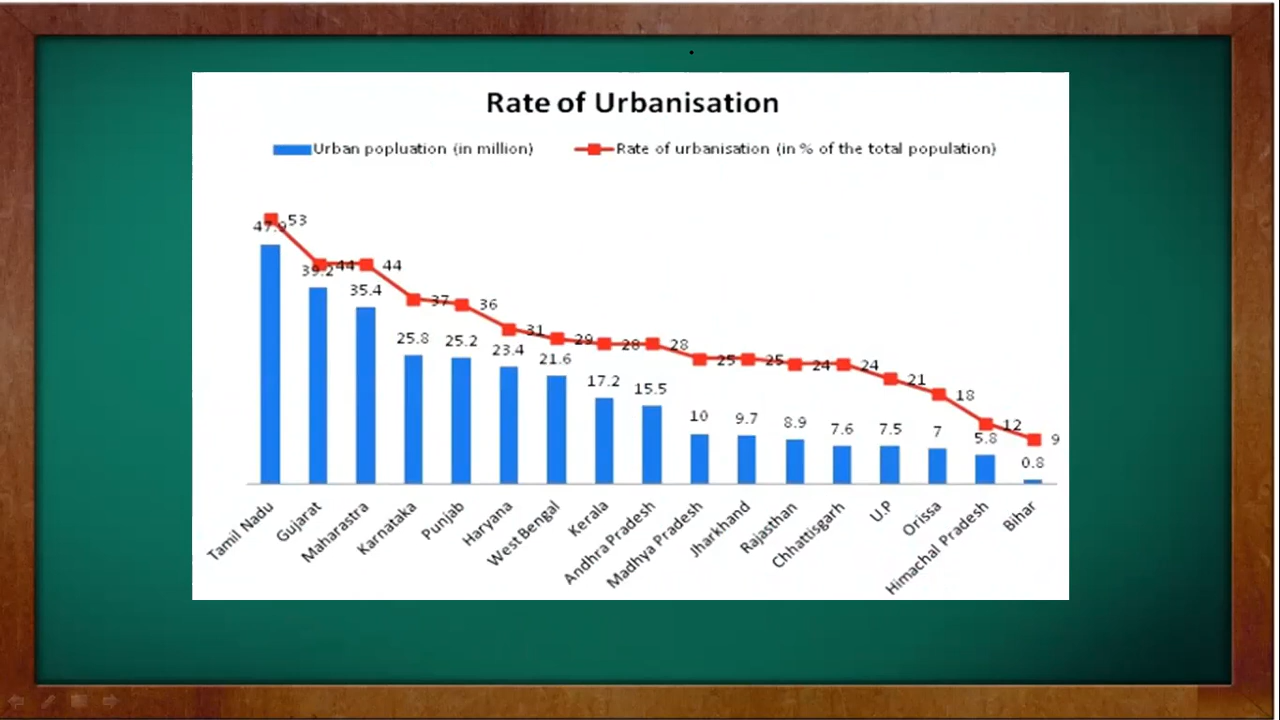 Rate of Urbanisation
Urban popluation (in million) Rate of urbanisation (in % of the total population)
47.9 53
39.2 44
35.4 44
25.8 37
25.2 36
23.4 31
21.6 29
17.2 28
15.5 28
10 25
9.7 25
8.9 24
7.6 24
7.5 21
7 18
5.8 12
0.8 9
Tamil Nadu
Gujarat
Maharastra
Karnataka
Punjab
Haryana
West Bengal
Kerala
Andhra Pradesh
Madhya Pradesh
Jharkhand
Rajasthan
Chhattisgarh
U.P
Orissa
Himachal Pradesh
Bihar